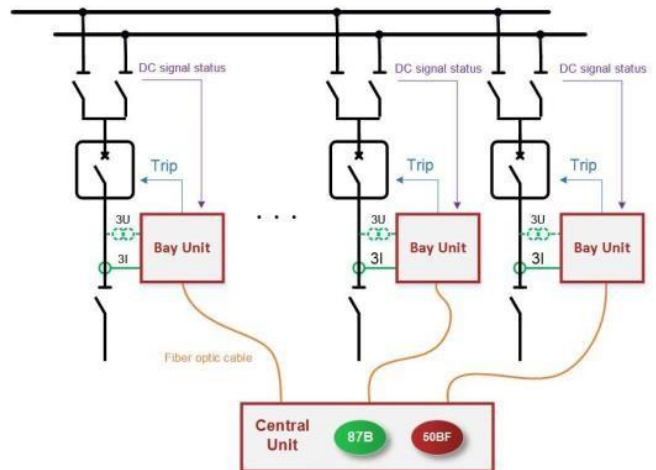 DC signal status
DC signal status
DC signal status
Trip
Trip
Trip
3U
3U
3U
Bay Unit
. . .
Bay Unit
Bay Unit
3I
3I
3I
Fiber optic cable
Central
Unit
87B
50BF